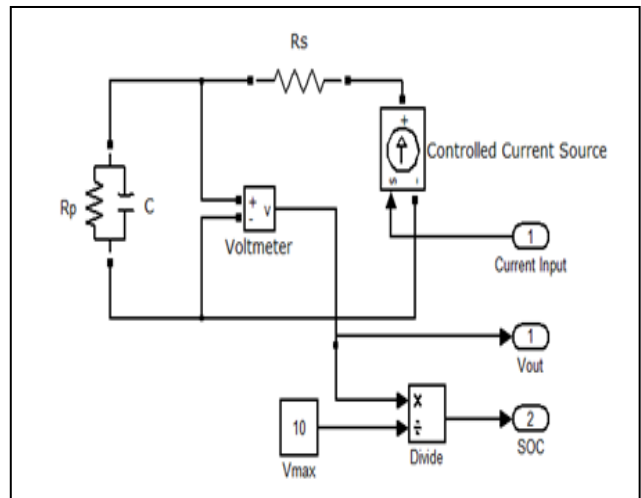 Rs
+
Controlled Current Source
s -
Rp
C
+
-
v
Voltmeter
1
Current Input
1
Vout
×
÷
Divide
2
SOC
10
Vmax